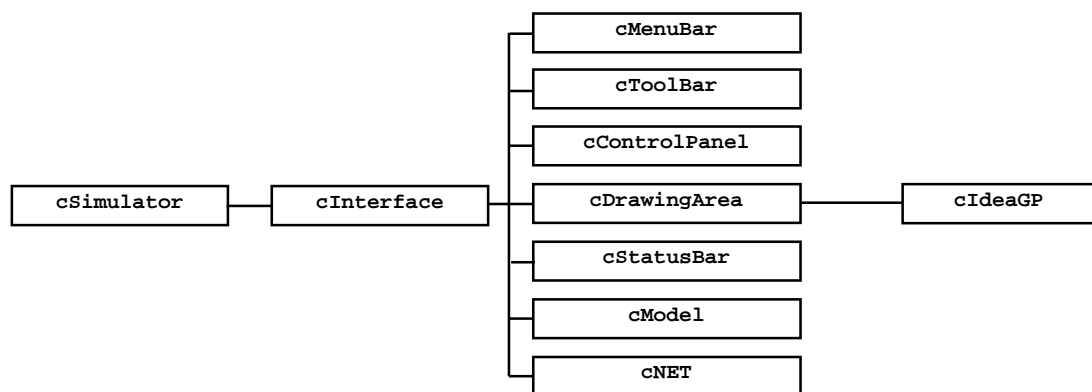 cMenuBar
cToolBar
cControlPanel
cSimulator
cInterface
cDrawingArea
cIdeaGP
cStatusBar
cModel
cNET